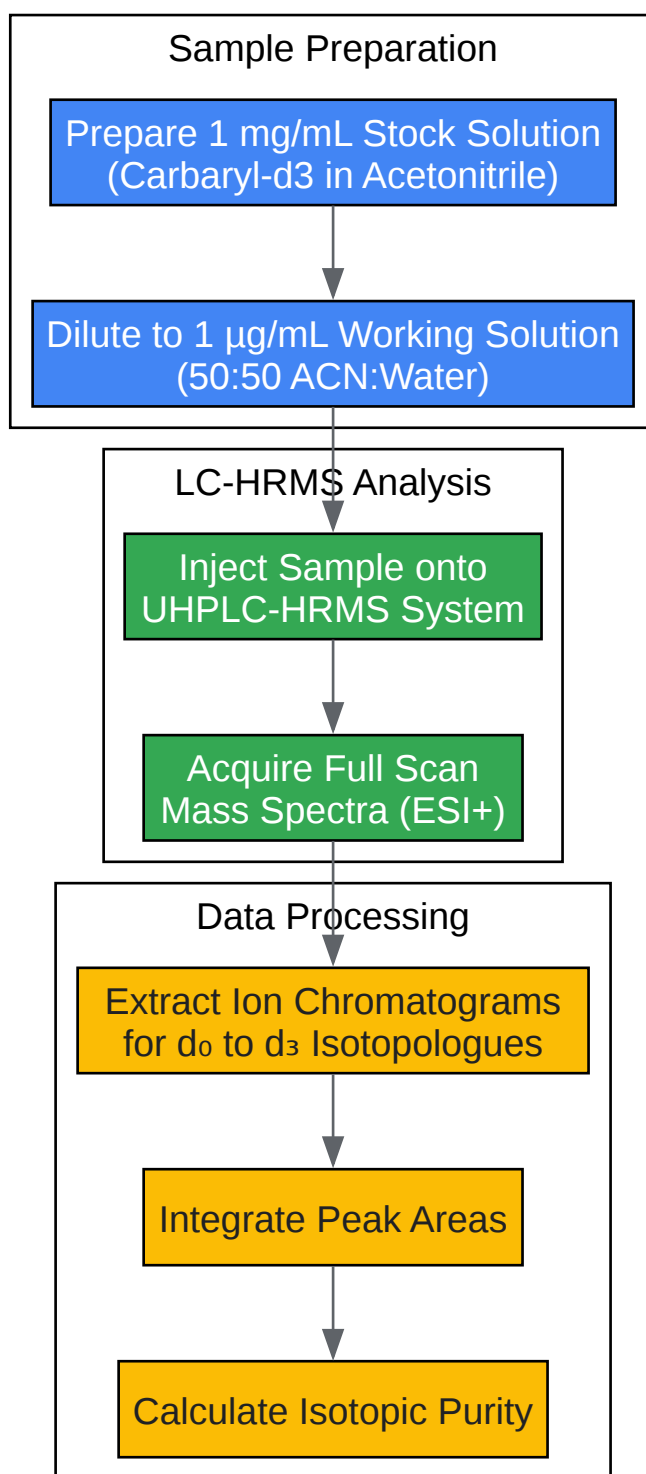 Sample Preparation
Prepare 1 mg/mL Stock Solution
(Carbaryl-d3 in Acetonitrile)
Dilute to 1 µg/mL Working Solution
(50:50 ACN:Water)
LC-HRMS Analysis
Inject Sample onto
UHPLC-HRMS System
Acquire Full Scan
Mass Spectra (ESI+)
Data Processing
Extract Ion Chromatograms
for d₀ to d₃ Isotopologues
Integrate Peak Areas
Calculate Isotopic Purity